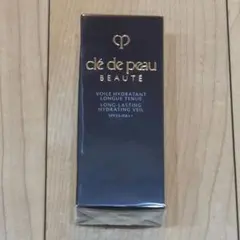 clé de peau
BEAUTÉ
VOILE HYDRATANT
LONGUE TENUE
LONG LASTING
HYDRATING VEIL